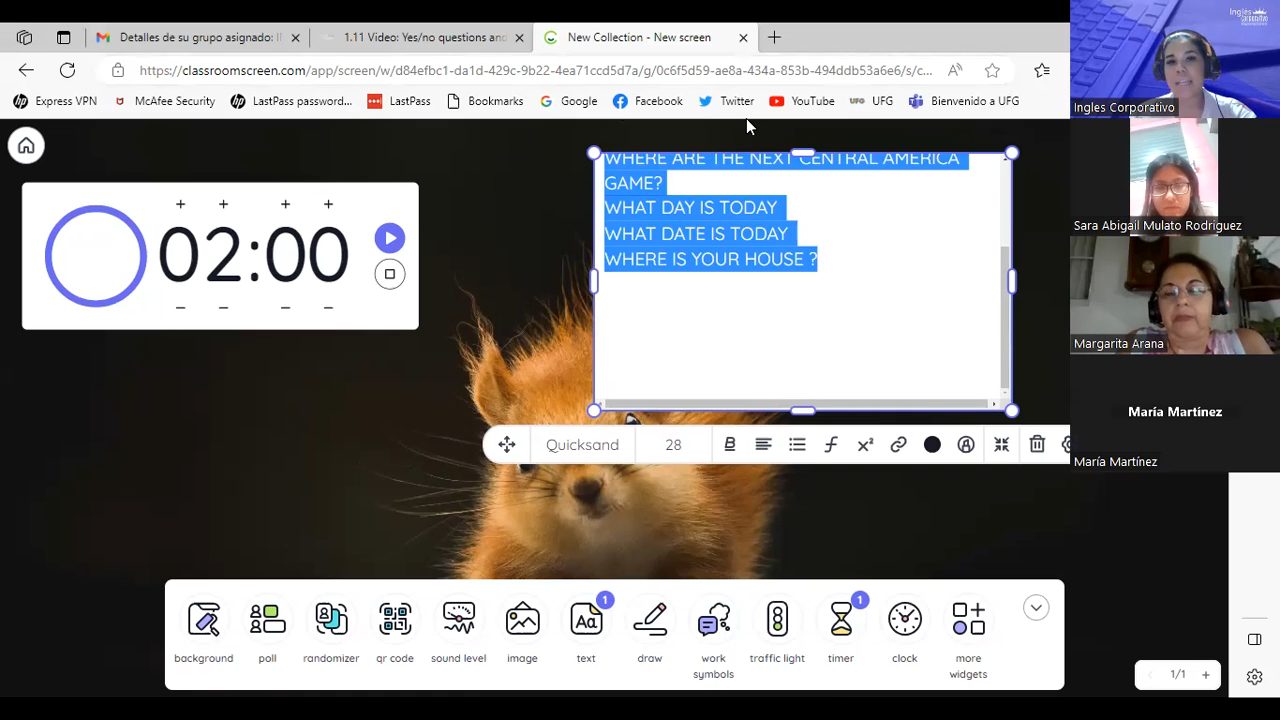 Detalles de su grupo asignado: II
1.11 Video: Yes/no questions and
New Collection - New screen
https://classroomscreen.com/app/screen/w/d84efbc1-da1d-429c-9b22-4ea71ccd5d7a/g/0c6f5d59-ae8a-434a-853b-494ddb53a6e6/s/c...
Express VPN
McAfee Security
LastPass password...
LastPass
Bookmarks
Google
Facebook
Twitter
YouTube
UFG
UFG
Bienvenido a UFG
02:00
WHERE ARE THE NEXT CENTRAL AMERICA
GAME?
WHAT DAY IS TODAY
WHAT DATE IS TODAY
WHERE IS YOUR HOUSE ?
Quicksand
28
background
poll
randomizer
qr code
sound level
image
1
text
draw
work
symbols
traffic light
1
timer
clock
more
widgets
1/1
Ingles
Corporativo
Ingles Corporativo
Sara Abigail Mulato Rodriguez
Margarita Arana
María Martínez
María Martínez